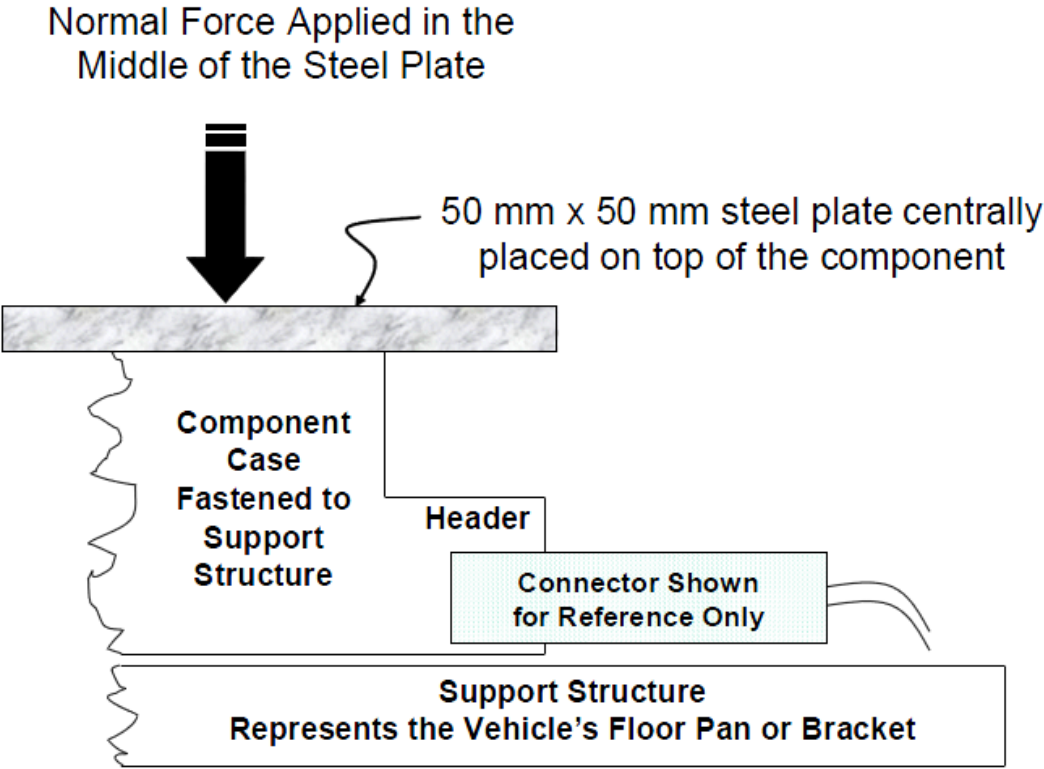 Normal Force Applied in the
Middle of the Steel Plate
50 mm x 50 mm steel plate centrally
placed on top of the component
Component
Case
Fastened to
Support
Structure
Header
Connector Shown
for Reference Only
Support Structure
Represents the Vehicle’s Floor Pan or Bracket